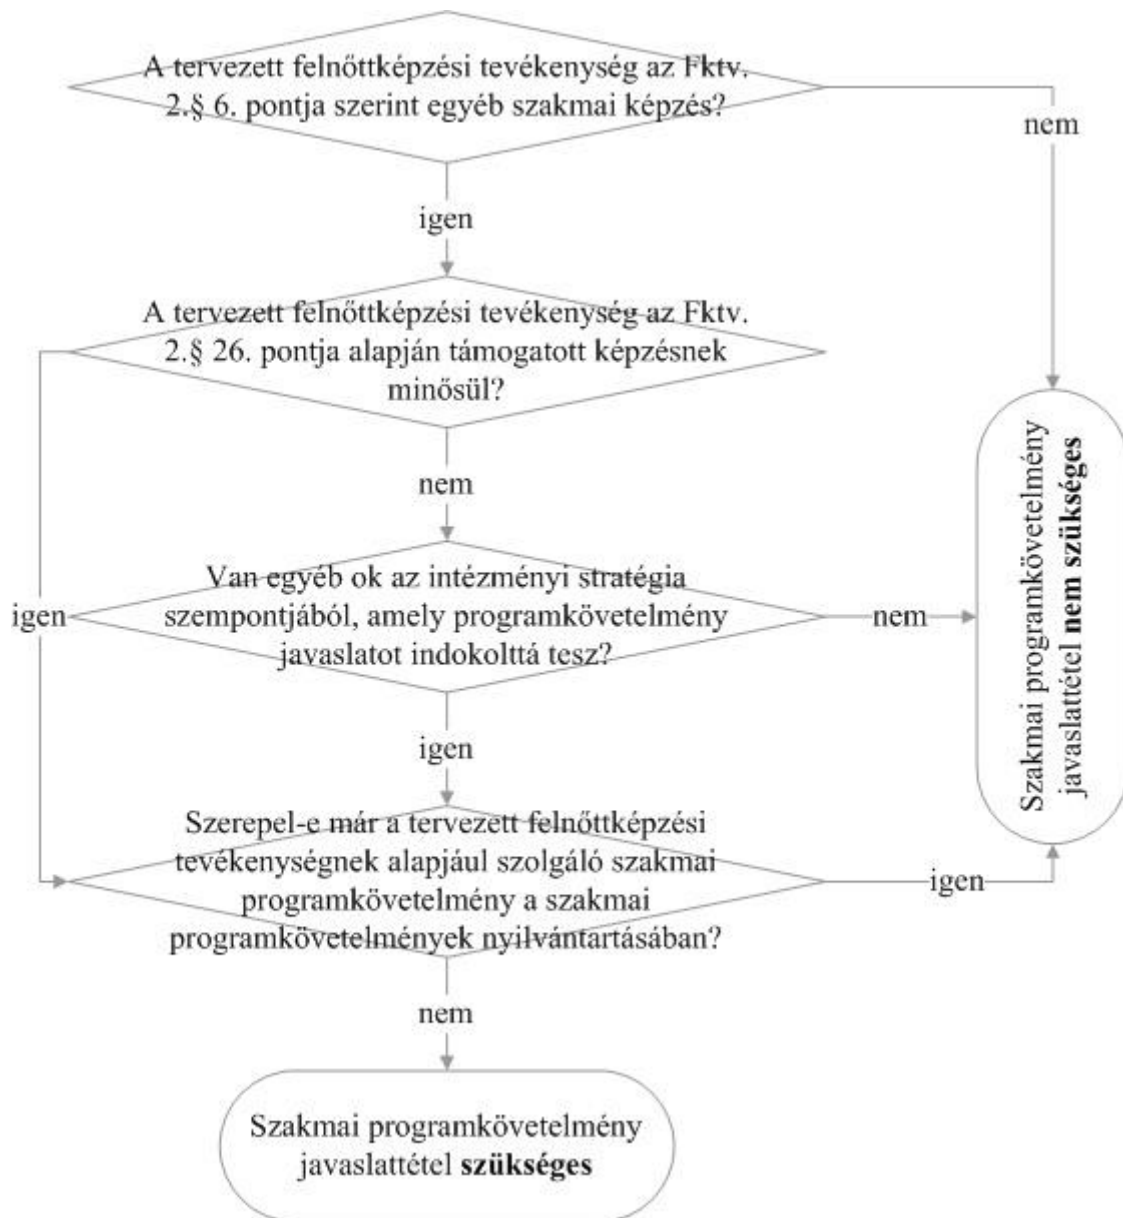 A tervezett felnőttképzési tevékenység az Fktv.
2.§ 6. pontja szerint egyéb szakmai képzés?
nem
igen
A tervezett felnőttképzési tevékenység az Fktv.
2.§ 26. pontja alapján támogatott képzésnek
minősül?
nem
igen
Van egyéb ok az intézményi stratégia
szempontjából, amely programkövetelmény
javaslatot indokolttá tesz?
nem
Szakmai programkövetelmény
javaslattétel nem szükséges
igen
Szerepel-e már a tervezett felnőttképzési
tevékenységnek alapjául szolgáló szakmai
programkövetelmény a szakmai
programkövetelmények nyilvántartásában?
igen
nem
Szakmai programkövetelmény
javaslattétel szükséges